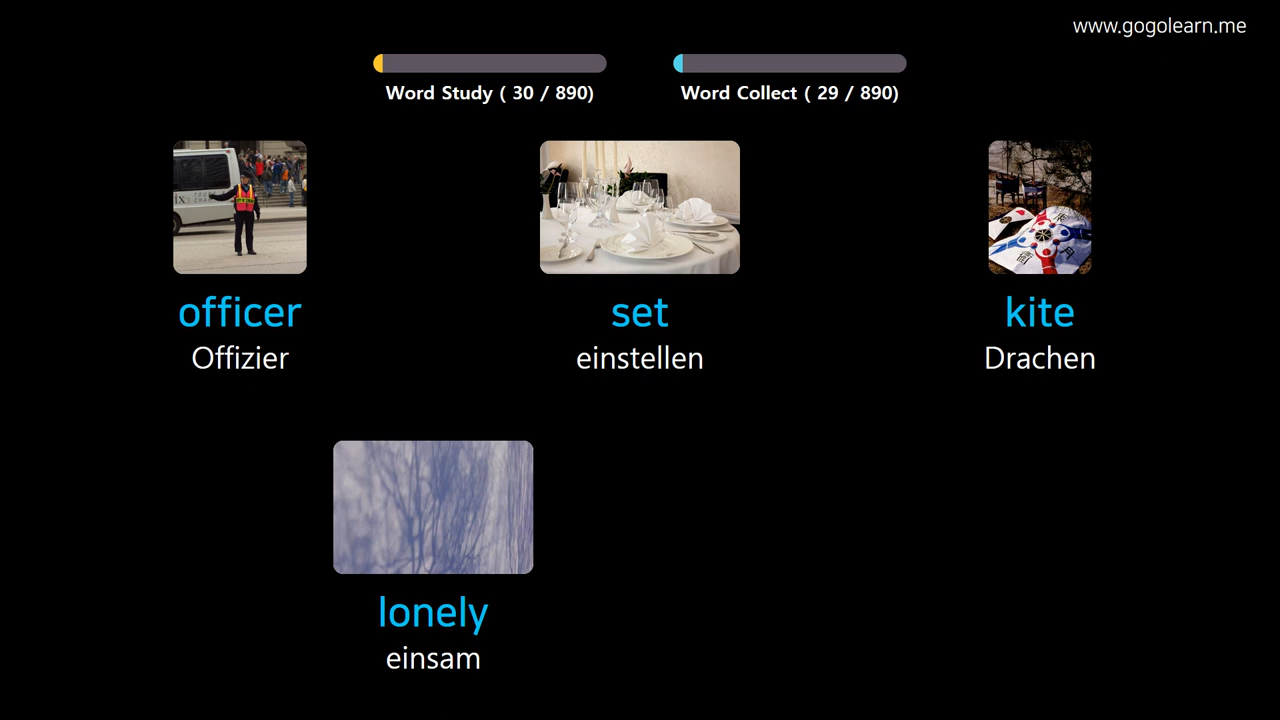 www.gogolearn.me
Word Study ( 30 / 890)
Word Collect ( 29 / 890)
officer
Offizier
set
einstellen
kite
Drachen
lonely
einsam